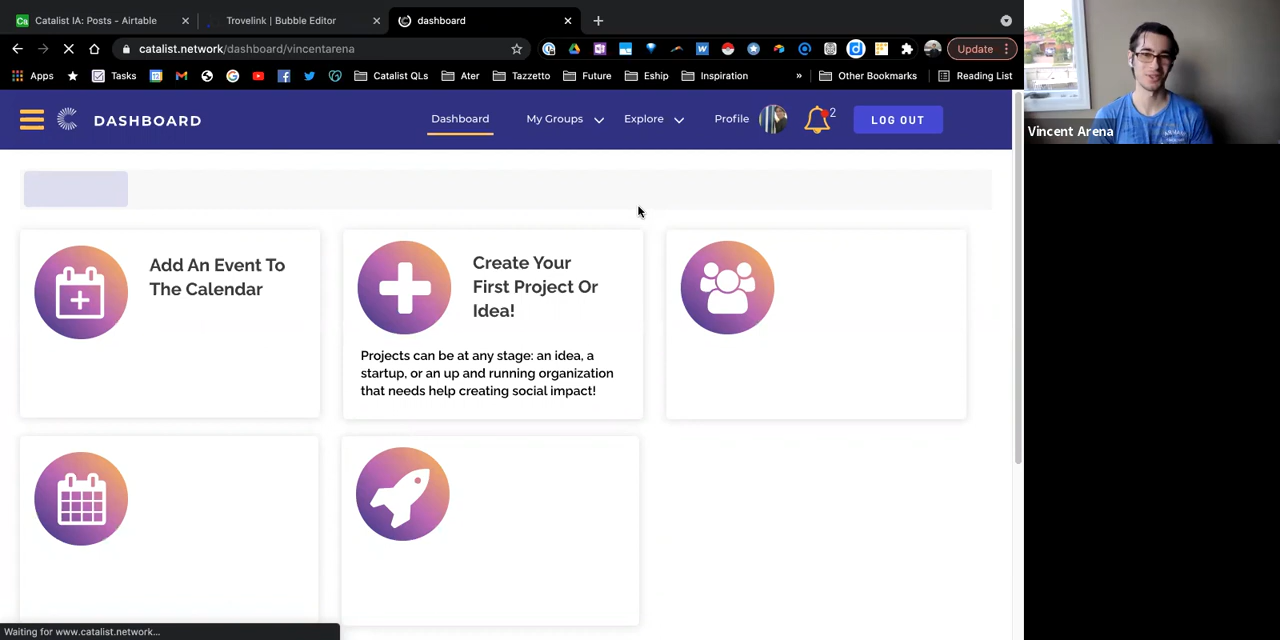 Catalist IA: Posts - Airtable
Trovelink | Bubble Editor
dashboard
catalist.network/dashboard/vincentarena
Update
Apps
Tasks
Catalist QLs
Ater
Tazzetto
Future
Eship
Inspiration
»
Other Bookmarks
Reading List
DASHBOARD
Dashboard
My Groups
Explore
Profile
2
LOG OUT
Vincent Arena
Add An Event To
The Calendar
Create Your
First Project Or
Idea!
Projects can be at any stage: an idea, a
startup, or an up and running organization
that needs help creating social impact!
Waiting for www.catalist.network...